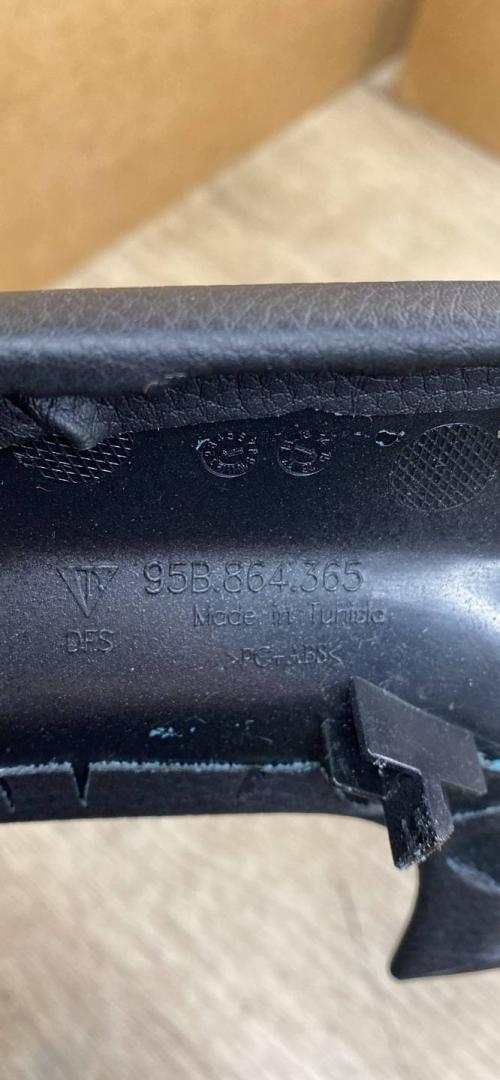 95B.864.365
Made in Tunisia
DFS
>PC+ABS<